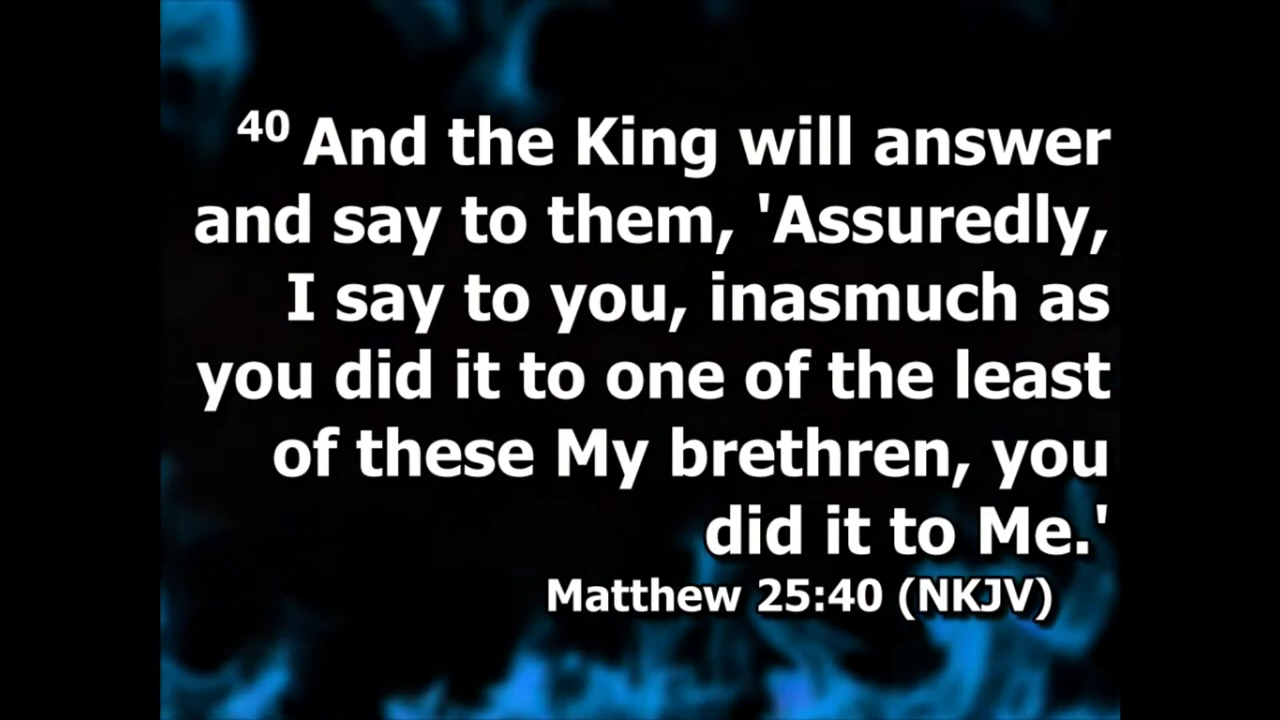 40 And the King will answer
and say to them, 'Assuredly,
I say to you, inasmuch as
you did it to one of the least
of these My brethren, you
did it to Me.'
Matthew 25:40 (NKJV)